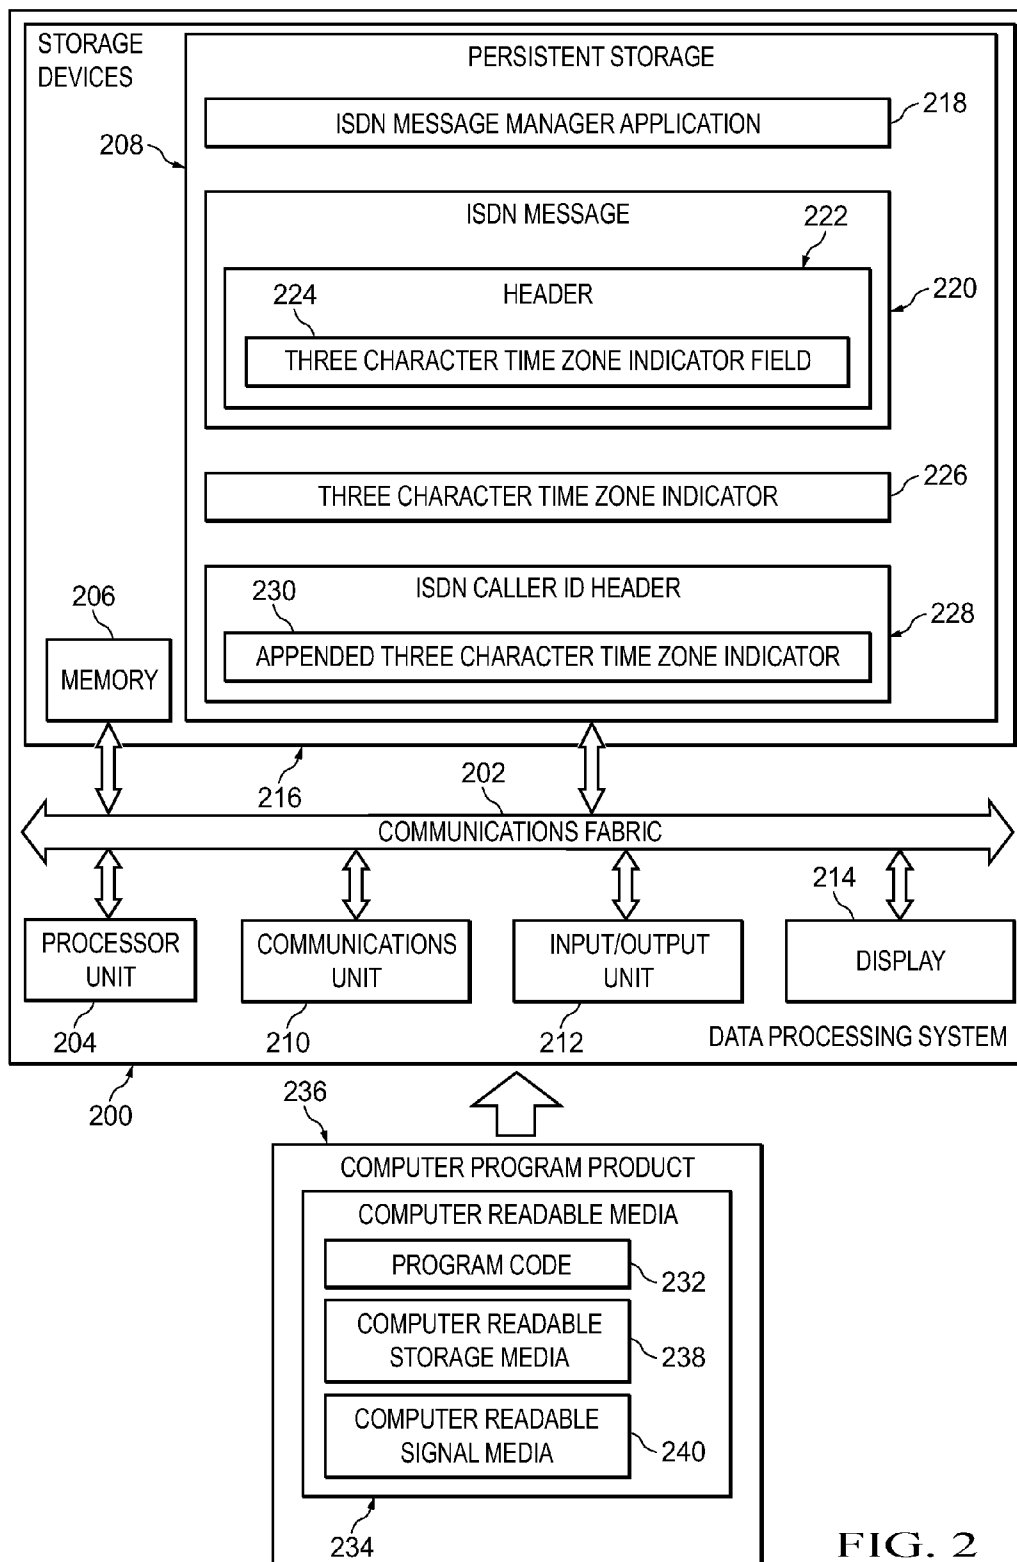 STORAGE
DEVICES
PERSISTENT STORAGE
ISDN MESSAGE MANAGER APPLICATION
218
208
ISDN MESSAGE
222
HEADER
220
224
THREE CHARACTER TIME ZONE INDICATOR FIELD
THREE CHARACTER TIME ZONE INDICATOR
226
ISDN CALLER ID HEADER
230
228
APPENDED THREE CHARACTER TIME ZONE INDICATOR
206
MEMORY
216
202
COMMUNICATIONS FABRIC
214
PROCESSOR
UNIT
COMMUNICATIONS
UNIT
INPUT/OUTPUT
UNIT
DISPLAY
204
210
212
DATA PROCESSING SYSTEM
200
236
COMPUTER PROGRAM PRODUCT
COMPUTER READABLE MEDIA
PROGRAM CODE
232
COMPUTER READABLE
STORAGE MEDIA
238
COMPUTER READABLE
SIGNAL MEDIA
240
234
FIG. 2